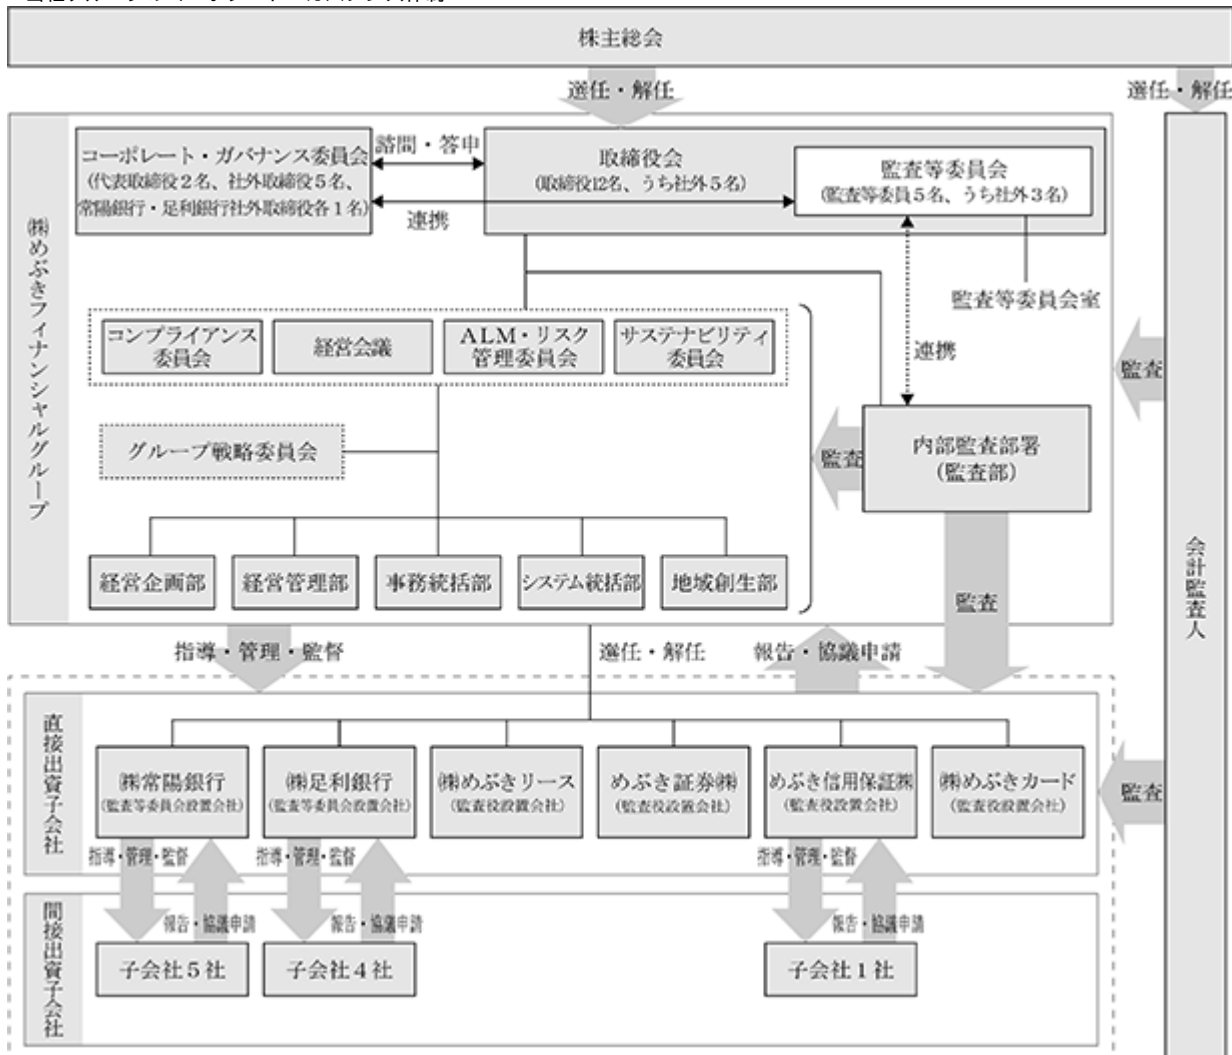 株主総会
選任・解任
選任・解任
㈱めぶきフィナンシャルグループ
コーポレート・ガバナンス委員会
(代表取締役2名、社外取締役5名、
常陽銀行・足利銀行社外取締役各1名)
諮問・答申
連携
取締役会
(取締役12名、うち社外5名)
監査等委員会
(監査等委員5名、うち社外3名)
監査等委員会室
連携
コンプライアンス
委員会
経営会議
ALM・リスク
管理委員会
サステナビリティ
委員会
監査
グループ戦略委員会
監査
内部監査部署
(監査部)
経営企画部
経営管理部
事務統括部
システム統括部
地域創生部
監査
会計監査人
指導・管理・監督
選任・解任
報告・協議申請
直接出資子会社
㈱常陽銀行
(監査等委員会設置会社)
㈱足利銀行
(監査等委員会設置会社)
㈱めぶきリース
(監査役設置会社)
めぶき証券㈱
(監査役設置会社)
めぶき信用保証㈱
(監査役設置会社)
㈱めぶきカード
(監査役設置会社)
監査
指導・管理・監督
指導・管理・監督
指導・管理・監督
間接出資子会社
報告・協議申請
報告・協議申請
報告・協議申請
子会社5社
子会社4社
子会社1社